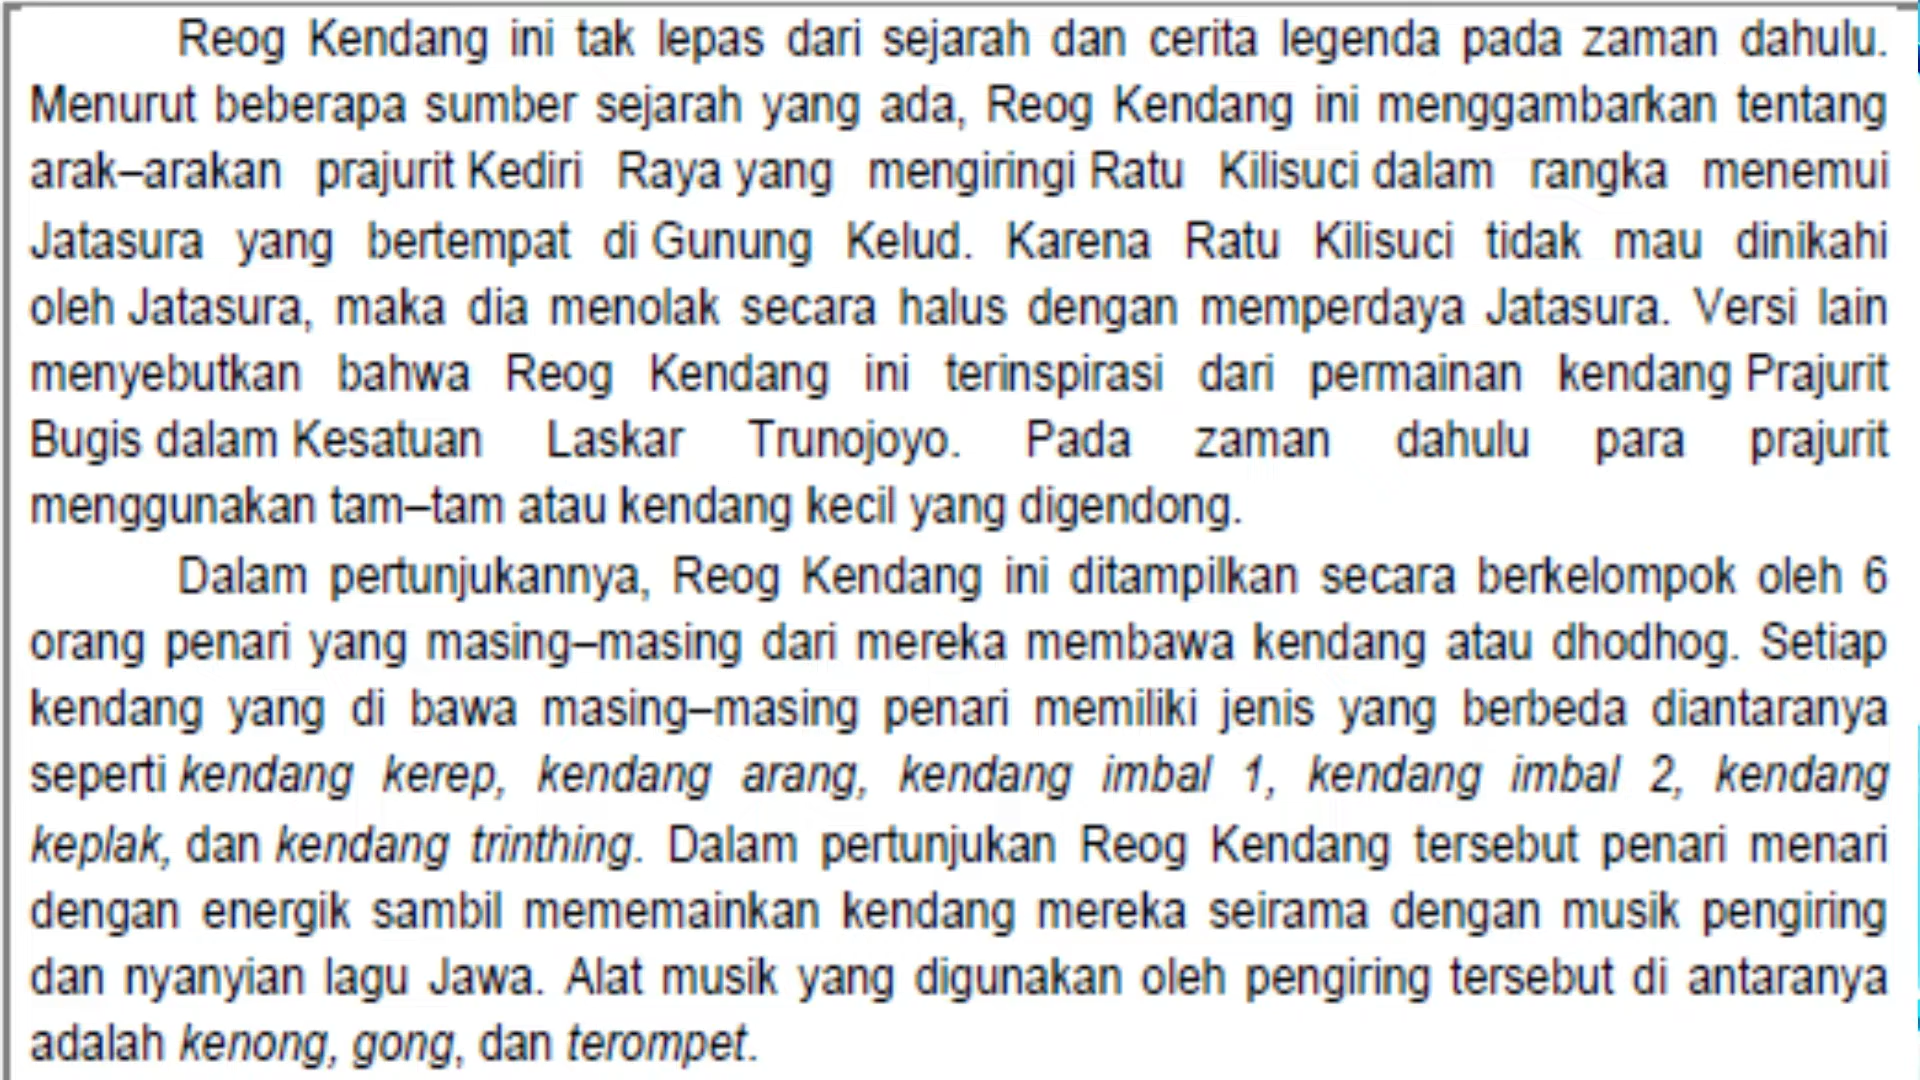 Reog Kendang ini tak lepas dari sejarah dan cerita legenda pada zaman dahulu.
Menurut beberapa sumber sejarah yang ada, Reog Kendang ini menggambarkan tentang
arak–arakan prajurit Kediri Raya yang mengiringi Ratu Kilisuci dalam rangka menemui
Jatasura yang bertempat di Gunung Kelud. Karena Ratu Kilisuci tidak mau dinikahi
oleh Jatasura, maka dia menolak secara halus dengan memperdaya Jatasura. Versi lain
menyebutkan bahwa Reog Kendang ini terinspirasi dari permainan kendang Prajurit
Bugis dalam Kesatuan Laskar Trunojoyo. Pada zaman dahulu para prajurit
menggunakan tam–tam atau kendang kecil yang digendong.
Dalam pertunjukannya, Reog Kendang ini ditampilkan secara berkelompok oleh 6
orang penari yang masing–masing dari mereka membawa kendang atau dhodhog. Setiap
kendang yang di bawa masing–masing penari memiliki jenis yang berbeda diantaranya
seperti kendang kerep, kendang arang, kendang imbal 1, kendang imbal 2, kendang
keplak, dan kendang trinthing. Dalam pertunjukan Reog Kendang tersebut penari menari
dengan energik sambil mememainkan kendang mereka seirama dengan musik pengiring
dan nyanyian lagu Jawa. Alat musik yang digunakan oleh pengiring tersebut di antaranya
adalah kenong, gong, dan terompet.